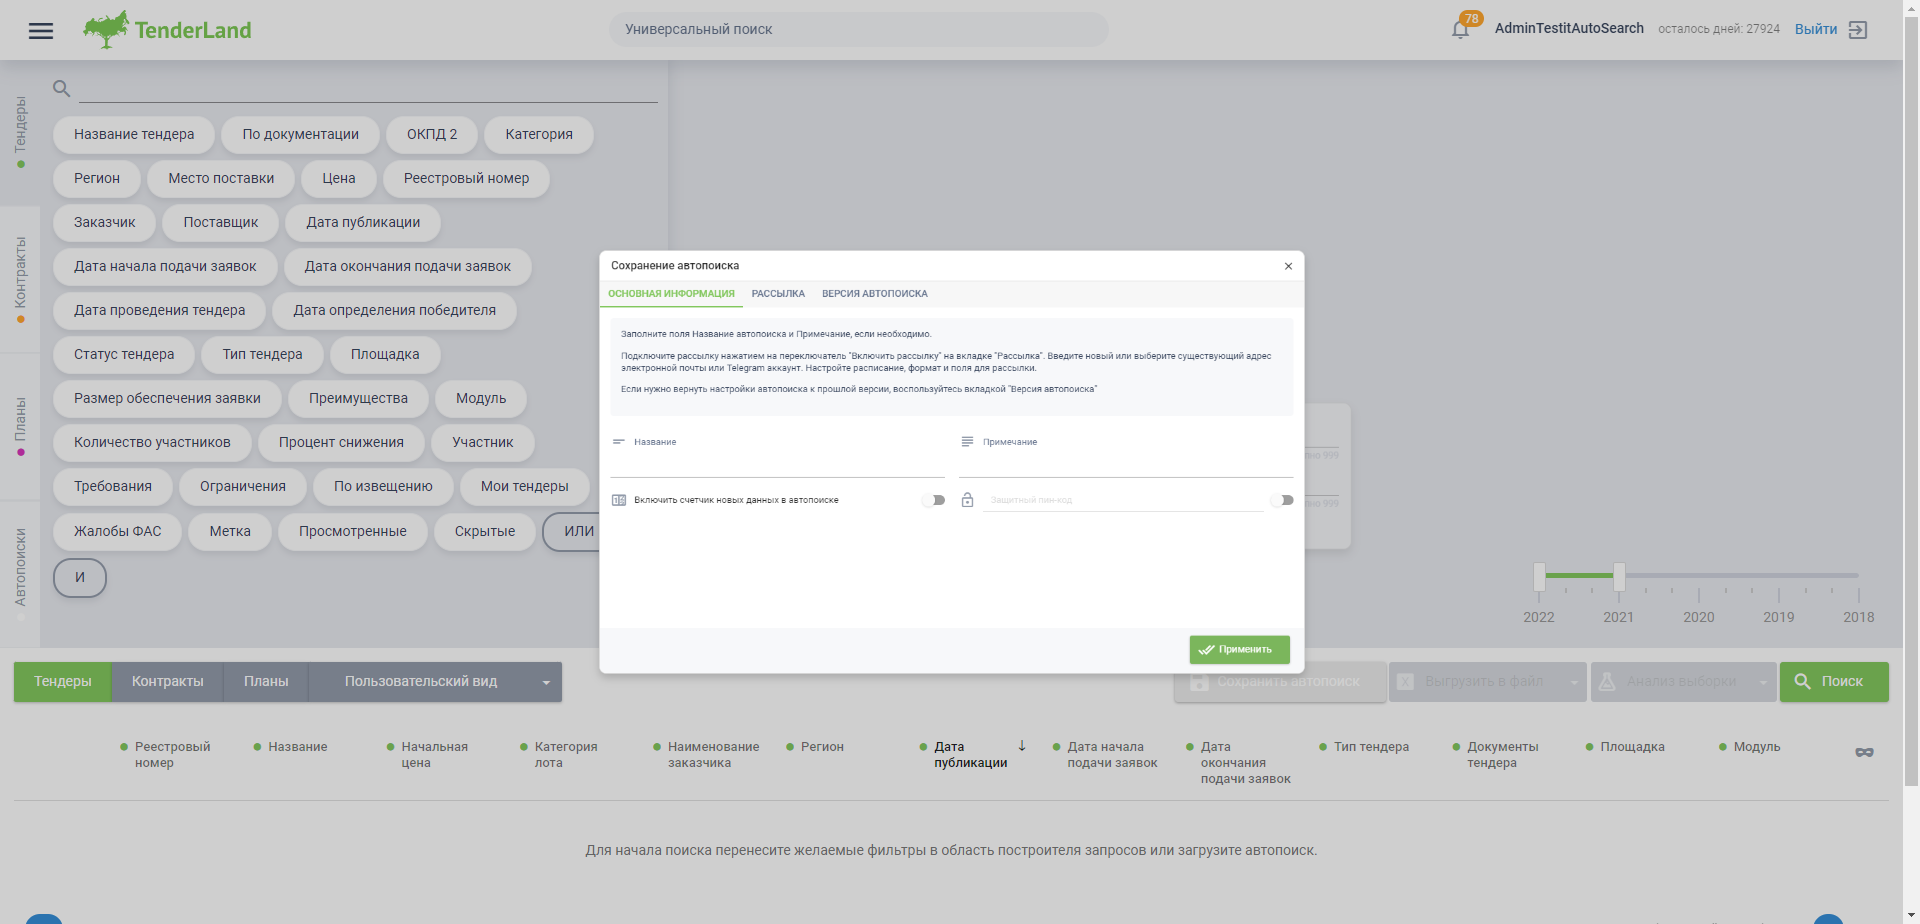 TenderLand
Универсальный поиск
78
AdminTestitAutoSearch
осталось дней: 27924
Выйти
Тендеры
Контракты
Планы
Автопоиски
Название тендера
По документации
ОКПД 2
Категория
Регион
Место поставки
Цена
Реестровый номер
Заказчик
Поставщик
Дата публикации
Дата начала подачи заявок
Дата окончания подачи заявок
Дата проведения тендера
Дата определения победителя
Статус тендера
Тип тендера
Площадка
Размер обеспечения заявки
Преимущества
Модуль
Количество участников
Процент снижения
Участник
Требования
Ограничения
По извещению
Мои тендеры
Жалобы ФАС
Метка
Просмотренные
Скрытые
ИЛИ
И
Сохранение автопоиска
ОСНОВНАЯ ИНФОРМАЦИЯ
РАССЫЛКА
ВЕРСИЯ АВТОПОИСКА
Заполните поля Название автопоиска и Примечание, если необходимо.
Подключите рассылку нажатием на переключатель "Включить рассылку" на вкладке "Рассылка". Введите новый или выберите существующий адрес
электронной почты или Telegram аккаунт. Настройте расписание, формат и поля для рассылки.
Если нужно вернуть настройки автопоиска к прошлой версии, воспользуйтесь вкладкой "Версия автопоиска"
Название
Примечание
Включить счетчик новых данных в автопоиске
Защитный пин-код
Применить
999
999
2022
2021
2020
2019
2018
Тендеры
Контракты
Планы
Пользовательский вид
Сохранить автопоиск
Выгрузить в файл
Анализ выборки
Поиск
Реестровый
номер
Название
Начальная
цена
Категория
лота
Наименование
заказчика
Регион
Дата
публикации
Дата начала
подачи заявок
Дата
окончания
подачи заявок
Тип тендера
Документы
тендера
Площадка
Модуль
Для начала поиска перенесите желаемые фильтры в область построителя запросов или загрузите автопоиск.